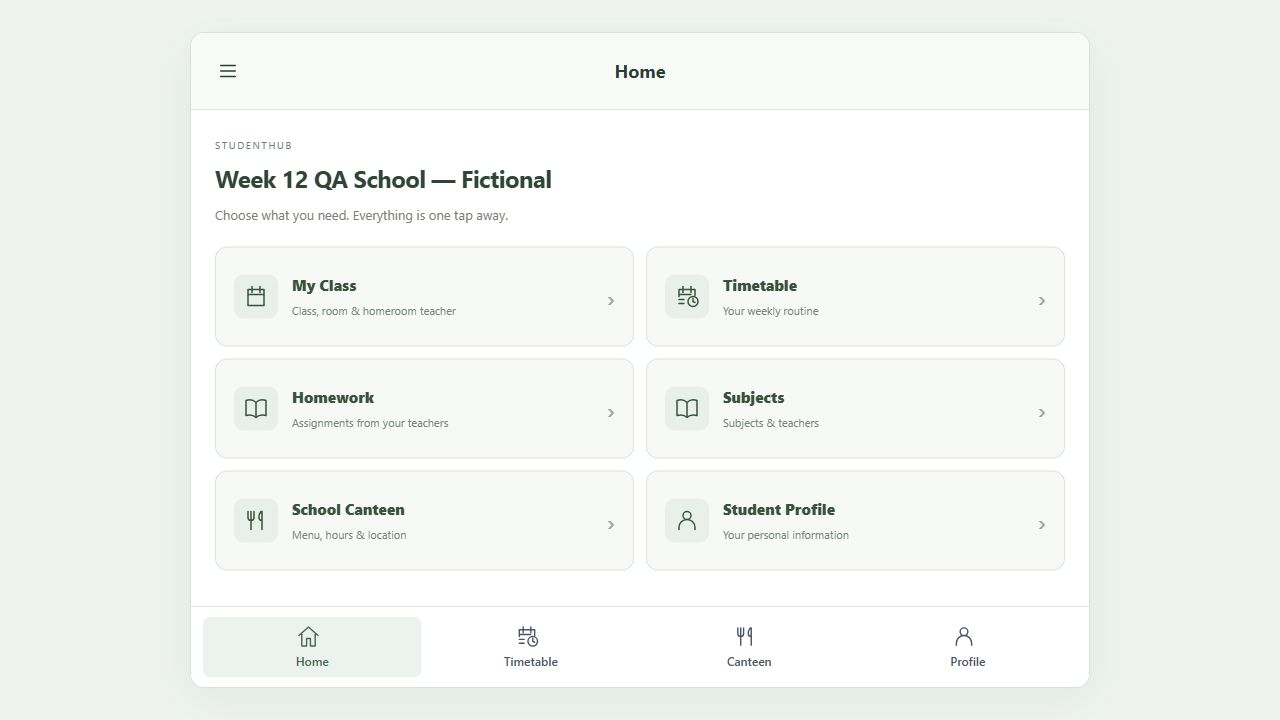 Home
STUDENTHUB
Week 12 QA School — Fictional
Choose what you need. Everything is one tap away.
My Class
Class, room & homeroom teacher
Timetable
Your weekly routine
Homework
Assignments from your teachers
Subjects
Subjects & teachers
School Canteen
Menu, hours & location
Student Profile
Your personal information
Home
Timetable
Canteen
Profile